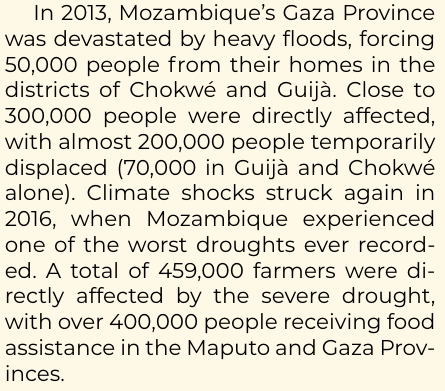 In 2013, Mozambique’s Gaza Province
was devastated by heavy floods, forcing
50,000 people from their homes in the
districts of Chokwé and Guijà. Close to
300,000 people were directly affected,
with almost 200,000 people temporarily
displaced (70,000 in Guijà and Chokwé
alone). Climate shocks struck again in
2016, when Mozambique experienced
one of the worst droughts ever record-
ed. A total of 459,000 farmers were di-
rectly affected by the severe drought,
with over 400,000 people receiving food
assistance in the Maputo and Gaza Prov-
inces.